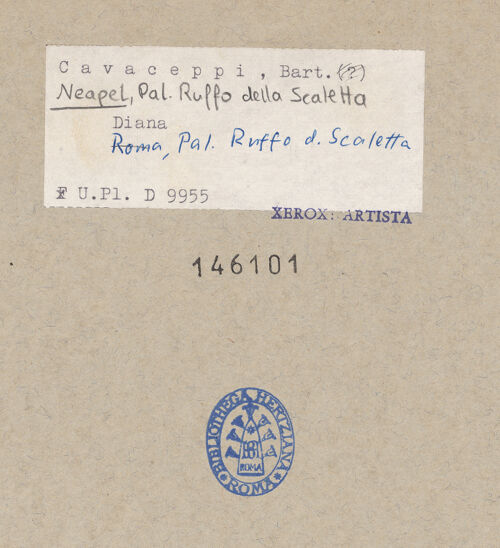 Cavaceppi, Bart. (?)
Neapel, Pal. Ruffo della Scaletta
Diana
Roma, Pal. Ruffo d. Scaletta
F U.Pl. D 9955
XEROX: ARTISTA
146101
BIBLIOTHECA HERTZIANA
ROMA
ROMA